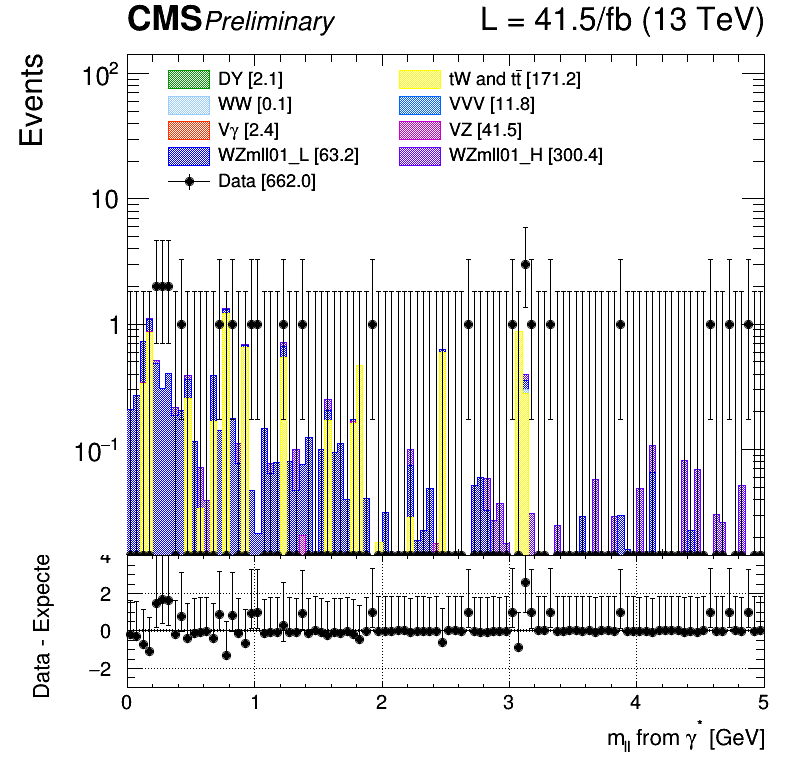 CMS Preliminary L = 41.5/fb (13 TeV)
Events
10²
10
1
10⁻¹
DY [2.1]
tW and tt̄ [171.2]
WW [0.1]
VVV [11.8]
Vγ [2.4]
VZ [41.5]
WZmll01_L [63.2]
WZmll01_H [300.4]
Data [662.0]
Data - Expecte
4
2
0
−2
0 1 2 3 4 5
m_ll from γ* [GeV]